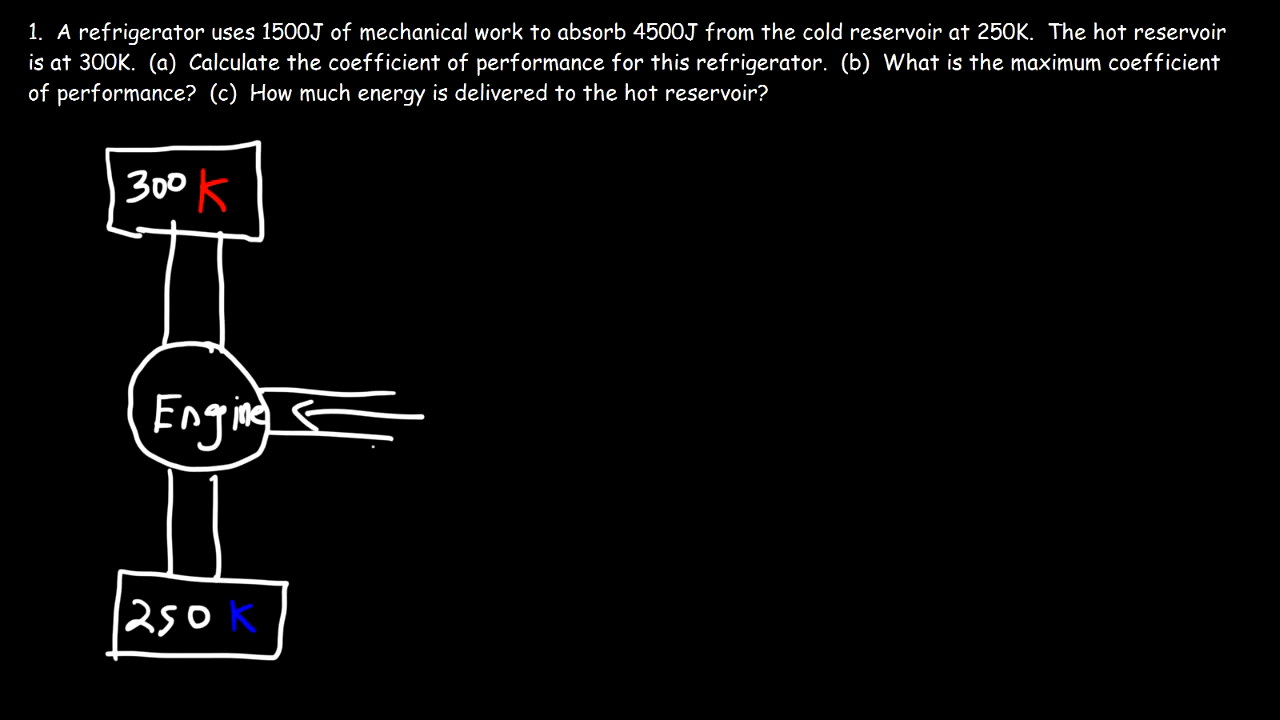 1. A refrigerator uses 1500J of mechanical work to absorb 4500J from the cold reservoir at 250K. The hot reservoir
is at 300K. (a) Calculate the coefficient of performance for this refrigerator. (b) What is the maximum coefficient
of performance? (c) How much energy is delivered to the hot reservoir?
300 K
Engine
250 K